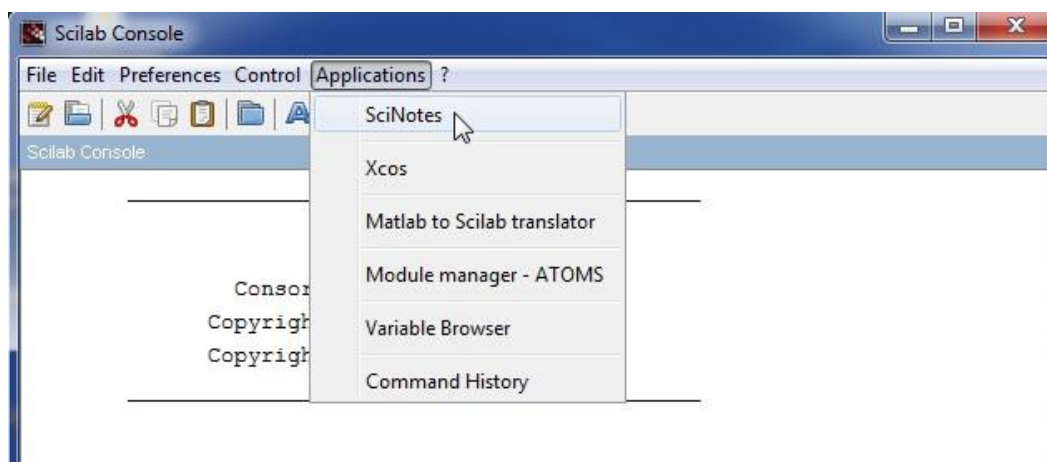 Scilab Console
File Edit Preferences Control Applications ?
SciNotes
Scilab Console
Xcos
Matlab to Scilab translator
Module manager - ATOMS
Consor
Copyrigh
Variable Browser
Copyrigh
Command History